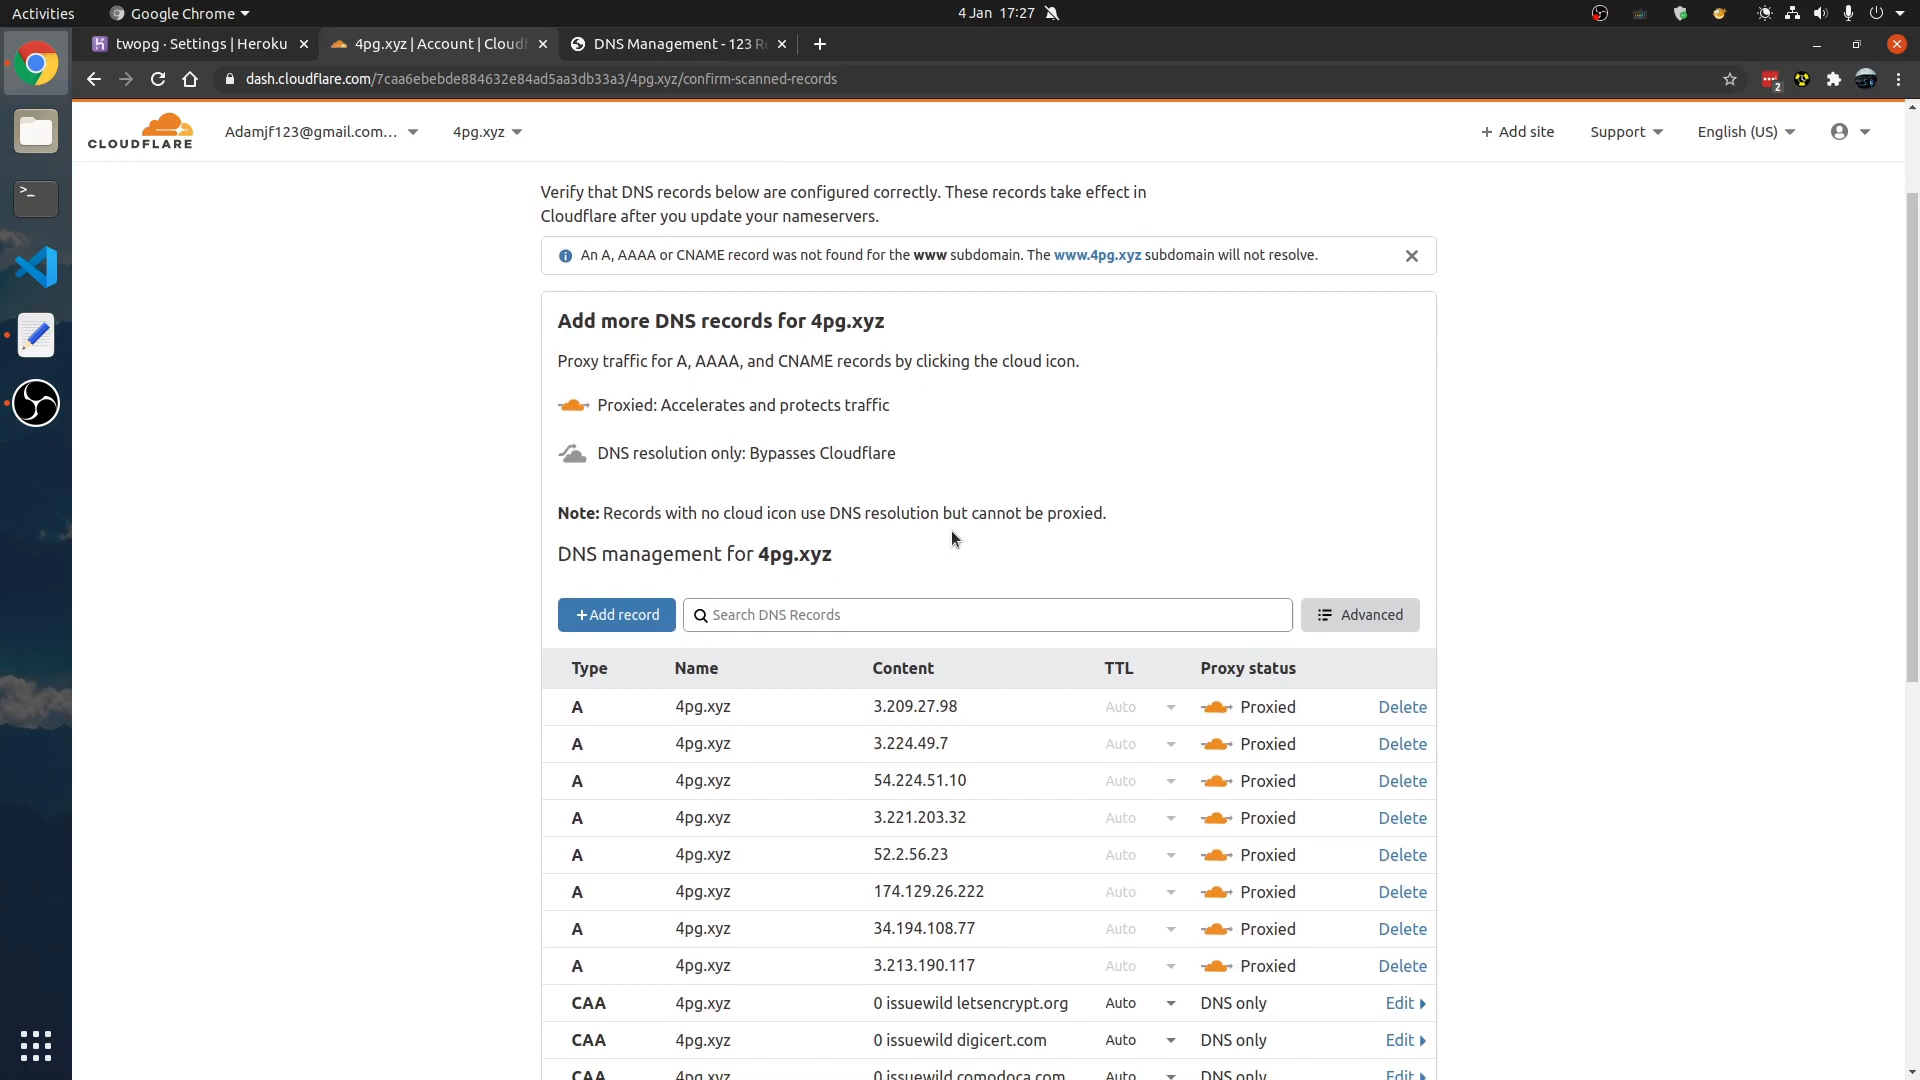 Activities
Google Chrome
4 Jan 17:27
twopg · Settings | Heroku
4pg.xyz | Account | Cloudf
DNS Management - 123 R
dash.cloudflare.com/7caa6ebebde884632e84ad5aa3db33a3/4pg.xyz/confirm-scanned-records
2
CLOUDFLARE
Adamjf123@gmail.com...
4pg.xyz
+ Add site
Support
English (US)
Verify that DNS records below are configured correctly. These records take effect in
Cloudflare after you update your nameservers.
An A, AAAA or CNAME record was not found for the www subdomain. The www.4pg.xyz subdomain will not resolve.
Add more DNS records for 4pg.xyz
Proxy traffic for A, AAAA, and CNAME records by clicking the cloud icon.
Proxied: Accelerates and protects traffic
DNS resolution only: Bypasses Cloudflare
Note: Records with no cloud icon use DNS resolution but cannot be proxied.
DNS management for 4pg.xyz
+ Add record
Search DNS Records
Advanced
Type Name Content TTL Proxy status
A 4pg.xyz 3.209.27.98 Auto Proxied Delete
A 4pg.xyz 3.224.49.7 Auto Proxied Delete
A 4pg.xyz 54.224.51.10 Auto Proxied Delete
A 4pg.xyz 3.221.203.32 Auto Proxied Delete
A 4pg.xyz 52.2.56.23 Auto Proxied Delete
A 4pg.xyz 174.129.26.222 Auto Proxied Delete
A 4pg.xyz 34.194.108.77 Auto Proxied Delete
A 4pg.xyz 3.213.190.117 Auto Proxied Delete
CAA 4pg.xyz 0 issuewild letsencrypt.org Auto DNS only Edit
CAA 4pg.xyz 0 issuewild digicert.com Auto DNS only Edit
CAA 4pg.xyz 0 issuewild comodoca.com Auto DNS only Edit